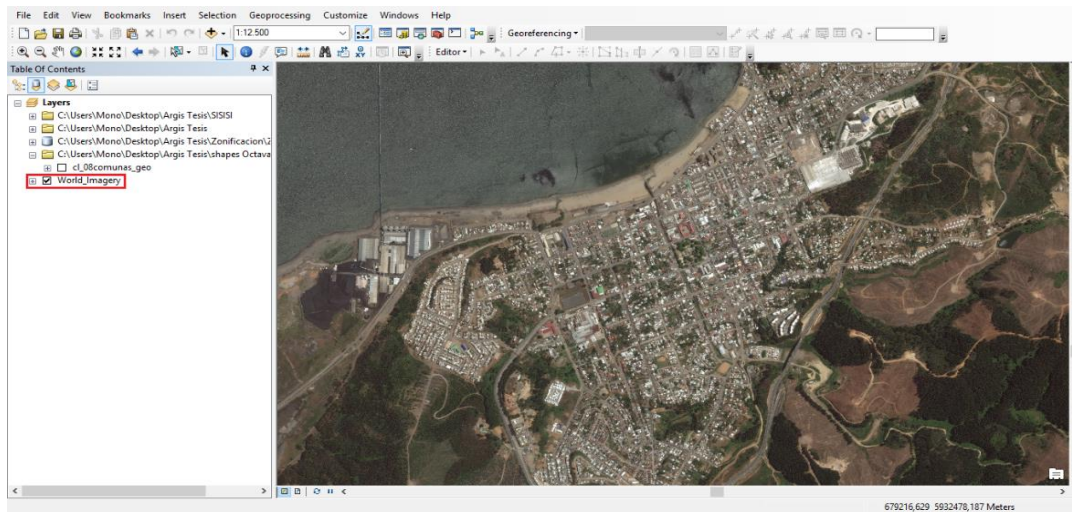 File Edit View Bookmarks Insert Selection Geoprocessing Customize Windows Help
1:12.500
Georeferencing
Editor
Table Of Contents
Layers
C:\Users\Mono\Desktop\Argis Tesis\SISISI
C:\Users\Mono\Desktop\Argis Tesis
C:\Users\Mono\Desktop\Argis Tesis\Zonificacion\2
C:\Users\Mono\Desktop\Argis Tesis\shapes Octava
cl_08comunas_geo
World_Imagery
679216,629 5932478,187 Meters